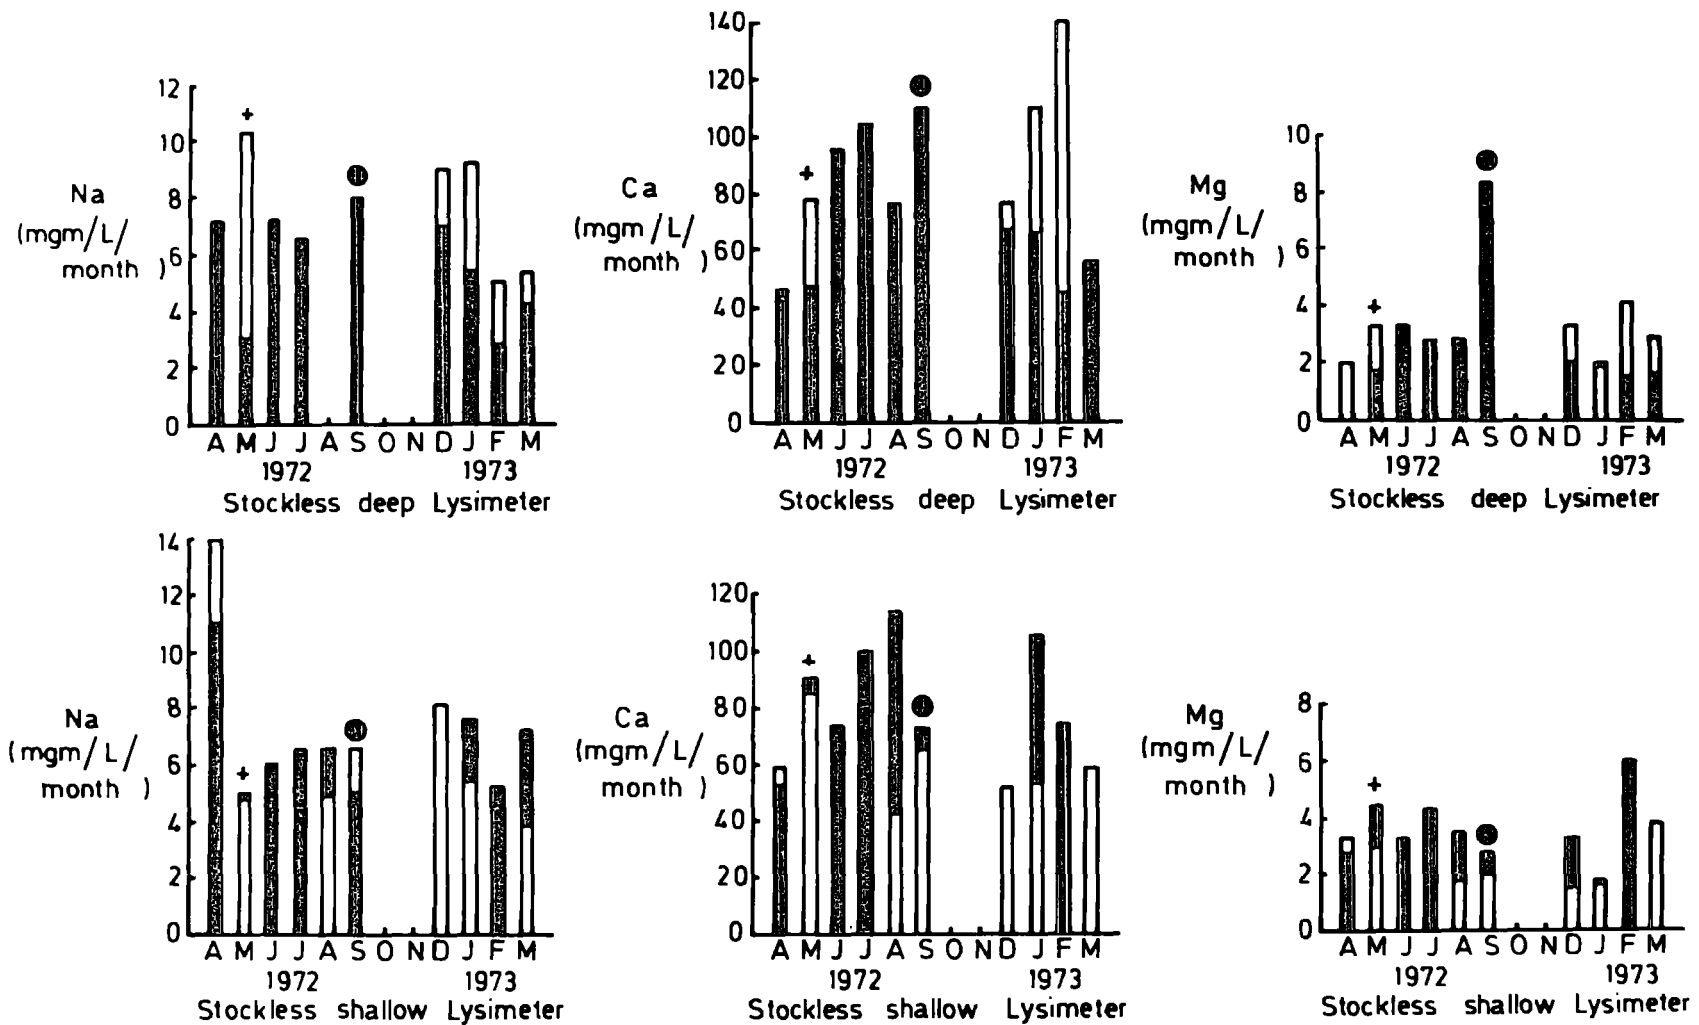 12
10
8
6
4
2
0
Na
(mgm/L/
month )
+
A M J J A S O N D J F M
1972 1973
Stockless deep Lysimeter
140
120
100
80
60
40
20
0
Ca
(mgm/L/
month )
+
A M J J A S O N D J F M
1972 1973
Stockless deep Lysimeter
10
8
6
4
2
0
Mg
(mgm/L/
month )
+
A M J J A S O N D J F M
1972 1973
Stockless deep Lysimeter
14
12
10
8
6
4
2
0
Na
(mgm/L/
month )
+
A M J J A S O N D J F M
1972 1973
Stockless shallow Lysimeter
120
100
80
60
40
20
0
Ca
(mgm/L/
month )
+
A M J J A S O N D J F M
1972 1973
Stockless shallow Lysimeter
8
6
4
2
0
Mg
(mgm/L/
month )
+
A M J J A S O N D J F M
1972 1973
Stockless shallow Lysimeter